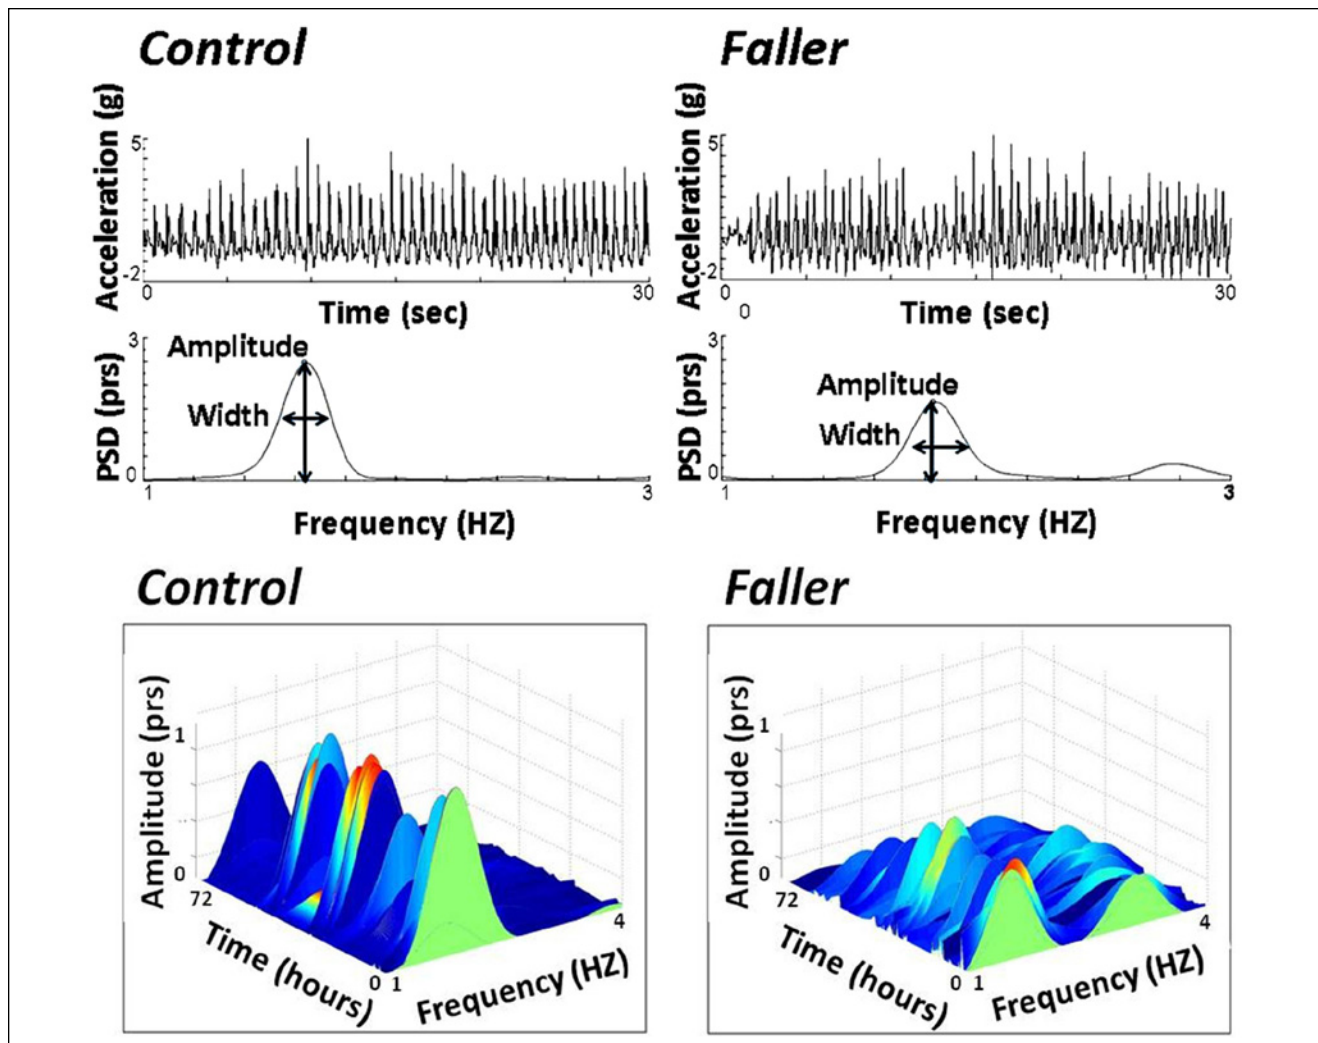 Control
Faller
Acceleration (g)
5
-2
0
30
Time (sec)
Acceleration (g)
5
-2
0
30
0
Time (sec)
PSD (prs)
3
0
Amplitude
Width
1
3
Frequency (HZ)
PSD (prs)
3
0
Amplitude
Width
1
3
Frequency (HZ)
Control
Faller
Amplitude (prs)
1
0
72
Time (hours)
0
1
4
Frequency (HZ)
Amplitude (prs)
1
0
72
Time (hours)
0
1
4
Frequency (HZ)